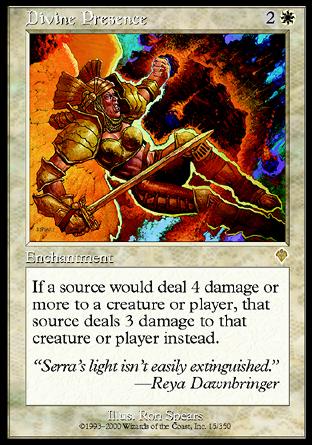 Divine Presence 2
Enchantment
If a source would deal 4 damage or
more to a creature or player, that
source deals 3 damage to that
creature or player instead.
“Serra's light isn't easily extinguished.”
—Reya Dawnbringer
Illus. Ron Spears
©1993–2000 Wizards of the Coast, Inc. 15/350